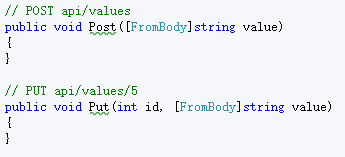 // POST api/values
public void Post([FromBody]string value)
{
}
// PUT api/values/5
public void Put(int id, [FromBody]string value)
{
}